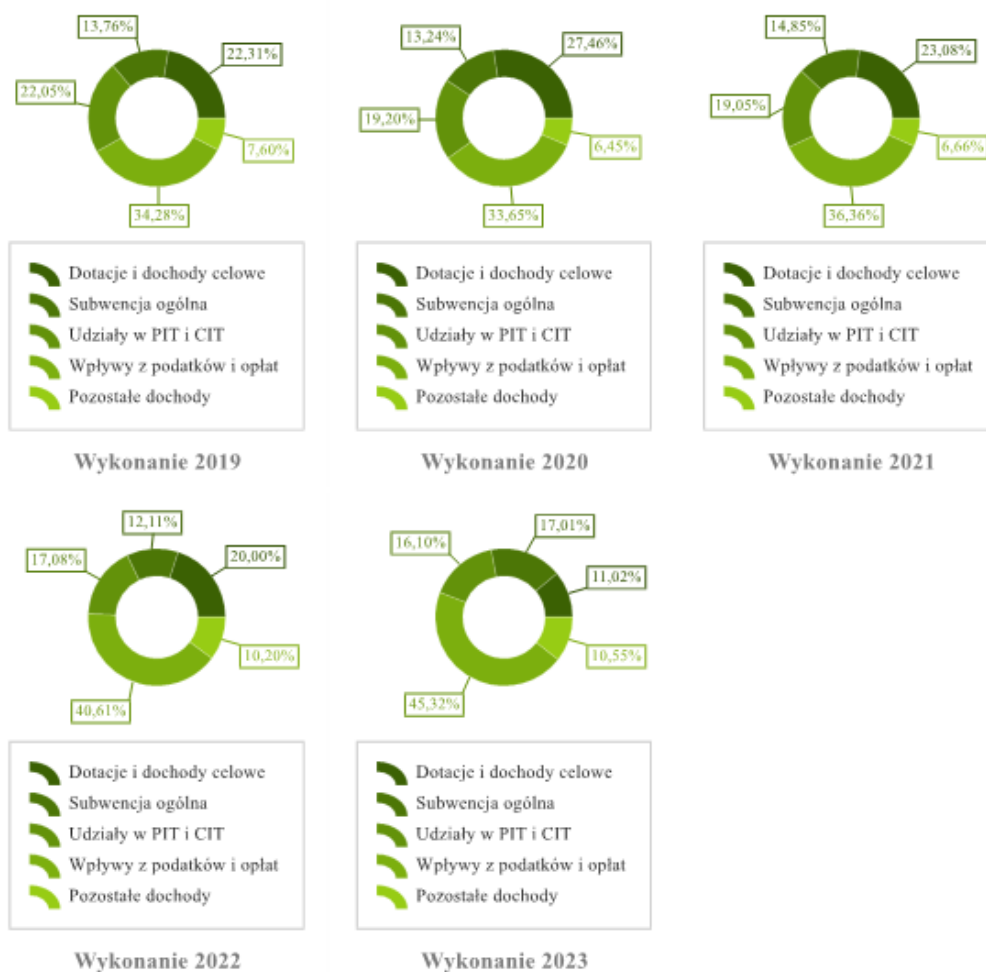 13,76%
22,31%
22,05%
7,60%
34,28%
Dotacje i dochody celowe
Subwencja ogólna
Udziały w PIT i CIT
Wpływy z podatków i opłat
Pozostałe dochody
Wykonanie 2019
13,24%
27,46%
19,20%
6,45%
33,65%
Dotacje i dochody celowe
Subwencja ogólna
Udziały w PIT i CIT
Wpływy z podatków i opłat
Pozostałe dochody
Wykonanie 2020
14,85%
23,08%
19,05%
6,66%
36,36%
Dotacje i dochody celowe
Subwencja ogólna
Udziały w PIT i CIT
Wpływy z podatków i opłat
Pozostałe dochody
Wykonanie 2021
12,11%
20,00%
17,08%
10,20%
40,61%
Dotacje i dochody celowe
Subwencja ogólna
Udziały w PIT i CIT
Wpływy z podatków i opłat
Pozostałe dochody
Wykonanie 2022
17,01%
16,10%
11,02%
10,55%
45,32%
Dotacje i dochody celowe
Subwencja ogólna
Udziały w PIT i CIT
Wpływy z podatków i opłat
Pozostałe dochody
Wykonanie 2023